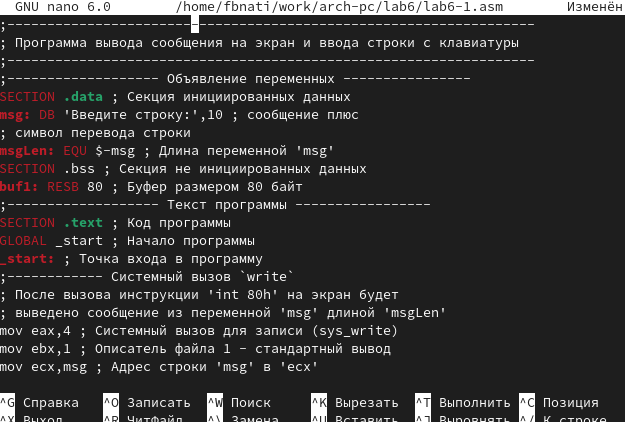 GNU nano 6.0 /home/fbnati/work/arch-pc/lab6/lab6-1.asm Изменён
;------------------------------------------------------------------
; Программа вывода сообщения на экран и ввода строки с клавиатуры
;------------------------------------------------------------------
;------------------- Объявление переменных ----------------
SECTION .data ; Секция инициированных данных
msg: DB 'Введите строку:',10 ; сообщение плюс
; символ перевода строки
msgLen: EQU $-msg ; Длина переменной 'msg'
SECTION .bss ; Секция не инициированных данных
buf1: RESB 80 ; Буфер размером 80 байт
;------------------- Текст программы -----------------
SECTION .text ; Код программы
GLOBAL _start ; Начало программы
_start: ; Точка входа в программу
;------------ Системный вызов `write`
; После вызова инструкции 'int 80h' на экран будет
; выведено сообщение из переменной 'msg' длиной 'msgLen'
mov eax,4 ; Системный вызов для записи (sys_write)
mov ebx,1 ; Описатель файла 1 - стандартный вывод
mov ecx,msg ; Адрес строки 'msg' в 'ecx'
^G Справка ^O Записать ^W Поиск ^K Вырезать ^T Выполнить ^C Позиция
^X Выход ^R ЧитФайл ^\ Замена ^U Вставить ^J Выровнять ^/ К строке